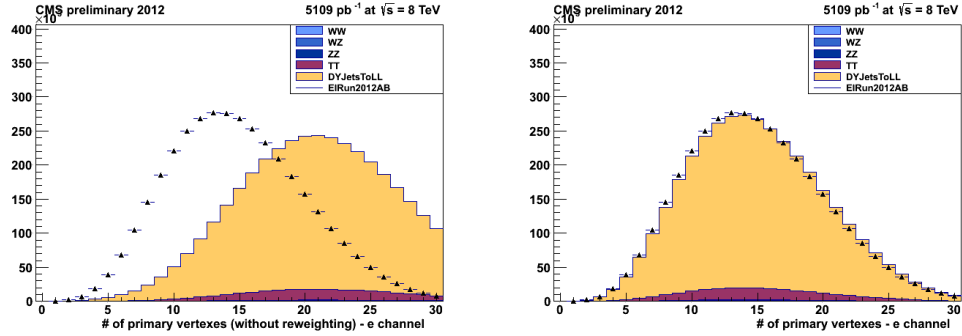 CMS preliminary 2012 5109 pb⁻¹ at √s = 8 TeV
×10³
400
350
300
250
200
150
100
50
0
WW
WZ
ZZ
TT
DYJetsToLL
ElRun2012AB
0 5 10 15 20 25 30
# of primary vertexes (without reweighting) - e channel
CMS preliminary 2012 5109 pb⁻¹ at √s = 8 TeV
400
350
300
250
200
150
100
50
0
WW
WZ
ZZ
TT
DYJetsToLL
ElRun2012AB
0 5 10 15 20 25 30
# of primary vertexes - e channel